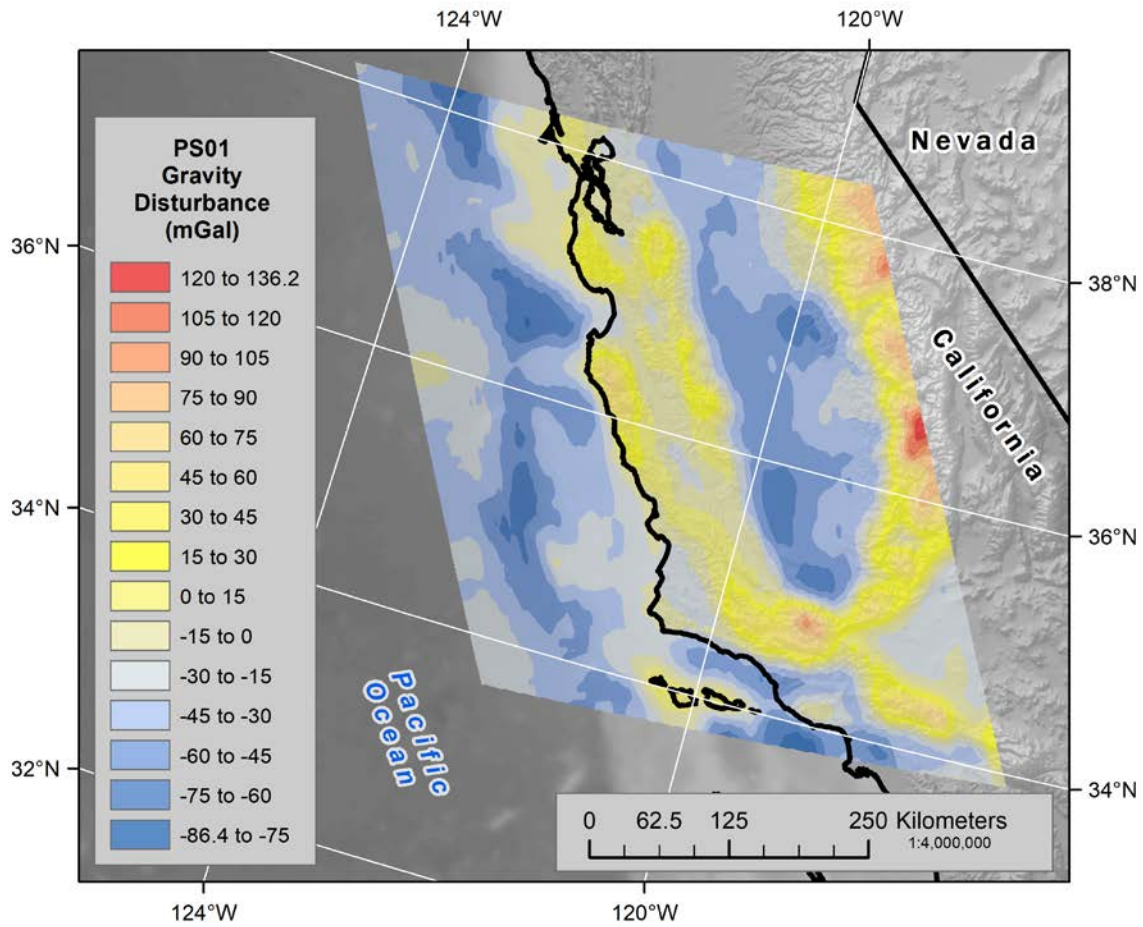 124°W
120°W
36°N
34°N
32°N
38°N
36°N
34°N
124°W
120°W
PS01
Gravity
Disturbance
(mGal)
120 to 136.2
105 to 120
90 to 105
75 to 90
60 to 75
45 to 60
30 to 45
15 to 30
0 to 15
-15 to 0
-30 to -15
-45 to -30
-60 to -45
-75 to -60
-86.4 to -75
Nevada
California
Pacific
Ocean
0 62.5 125 250 Kilometers
1:4,000,000